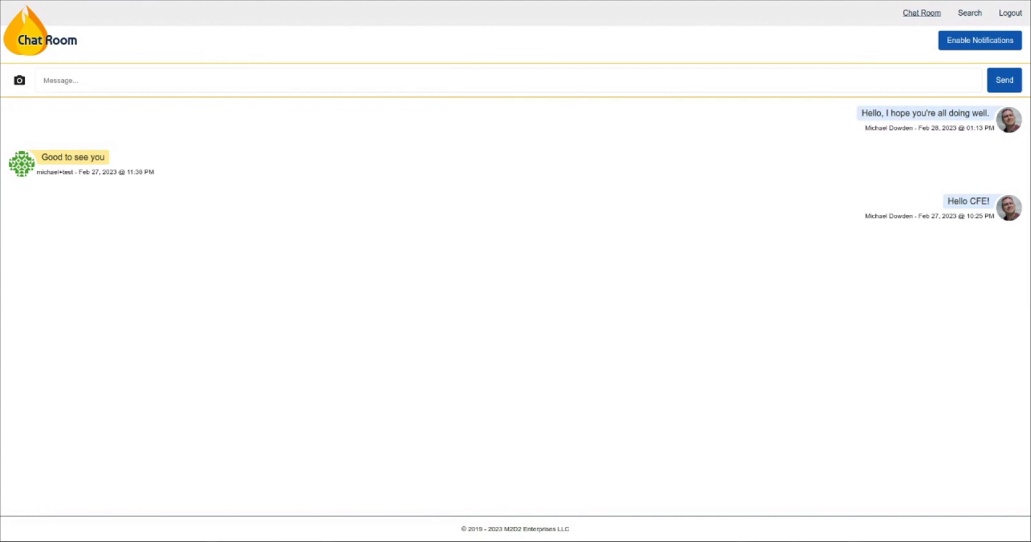 Chat Room Search Logout
Chat Room
Enable Notifications
Message...
Send
Hello, I hope you're all doing well.
Michael Dowden - Feb 28, 2023 @ 01:13 PM
Good to see you
michael+test - Feb 27, 2023 @ 11:38 PM
Hello CFE!
Michael Dowden - Feb 27, 2023 @ 10:25 PM
© 2019 - 2023 M2D2 Enterprises LLC